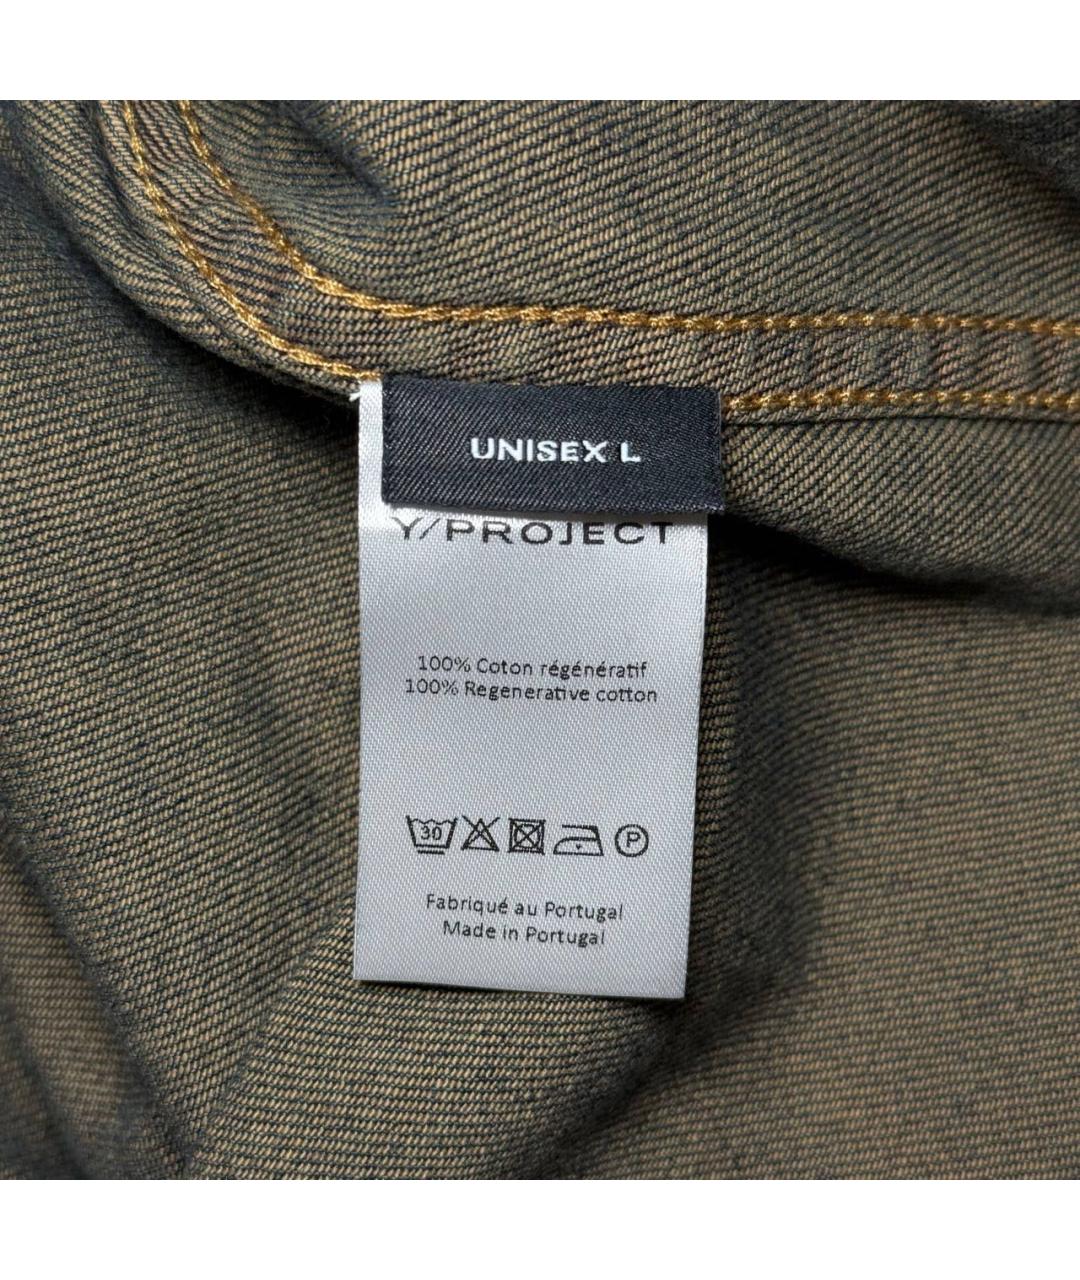 UNISEX L
Y/PROJECT
100% Coton régénératif
100% Regenerative cotton
30 P
Fabriqué au Portugal
Made in Portugal